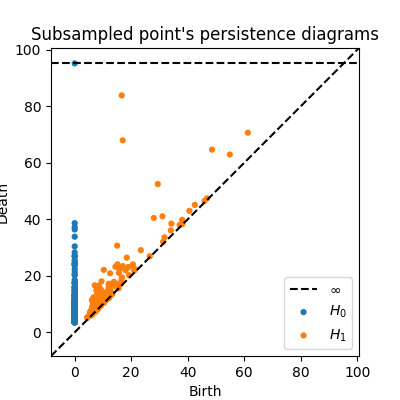 Subsampled point's persistence diagrams
100
80
60
40
20
0
Death
0 20 40 60 80 100
Birth
∞
H₀
H₁